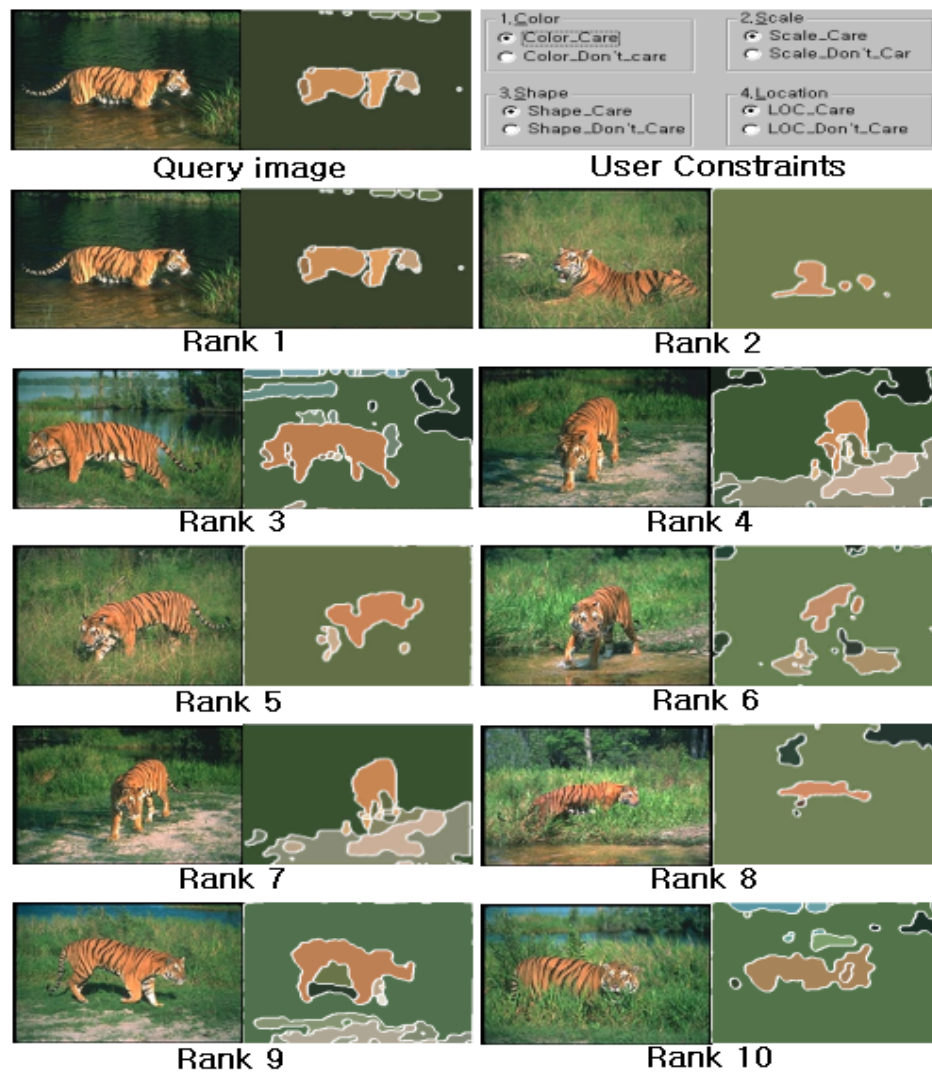 1.Color
Color_Care
Color_Don't_care
2.Scale
Scale_Care
Scale_Don't_Car
3.Shape
Shape_Care
Shape_Don't_Care
4.Location
LOC_Care
LOC_Don't_Care
Query image
User Constraints
Rank 1
Rank 2
Rank 3
Rank 4
Rank 5
Rank 6
Rank 7
Rank 8
Rank 9
Rank 10